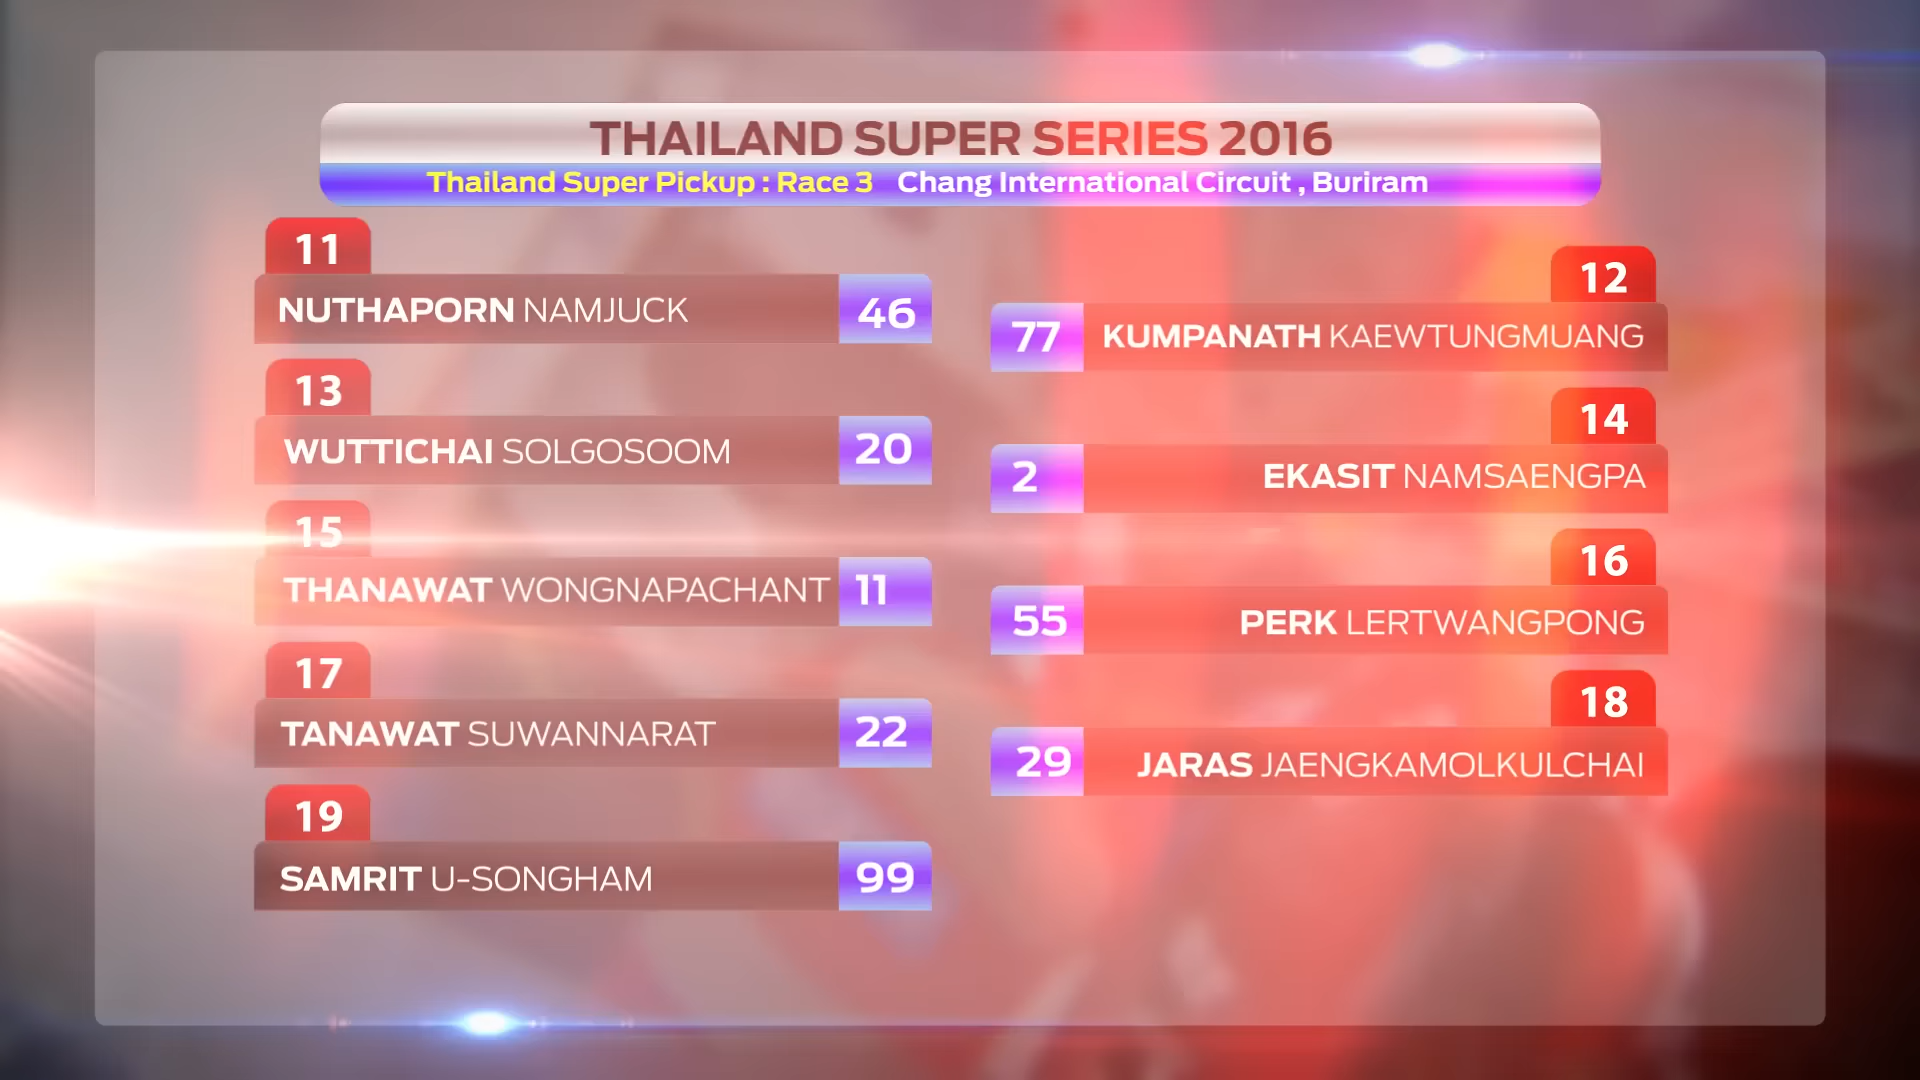 THAILAND SUPER SERIES 2016
Thailand Super Pickup : Race 3 Chang International Circuit , Buriram
11
NUTHAPORN NAMJUCK 46
12
77 KUMPANATH KAEWTUNGMUANG
13
WUTTICHAI SOLGOSOOM 20
14
2 EKASIT NAMSAENGPA
15
THANAWAT WONGNAPACHANT 11
16
55 PERK LERTWANGPONG
17
TANAWAT SUWANNARAT 22
18
29 JARAS JAENGKAMOLKULCHAI
19
SAMRIT U-SONGHAM 99